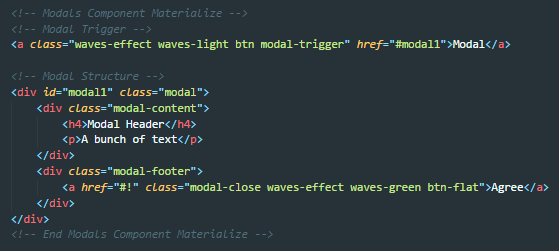 <!-- Modals Component Materialize -->
<!-- Modal Trigger -->
<a class="waves-effect waves-light btn modal-trigger" href="#modal1">Modal</a>
<!-- Modal Structure -->
<div id="modal1" class="modal">
<div class="modal-content">
<h4>Modal Header</h4>
<p>A bunch of text</p>
</div>
<div class="modal-footer">
<a href="#!" class="modal-close waves-effect waves-green btn-flat">Agree</a>
</div>
</div>
<!-- End Modals Component Materialize -->